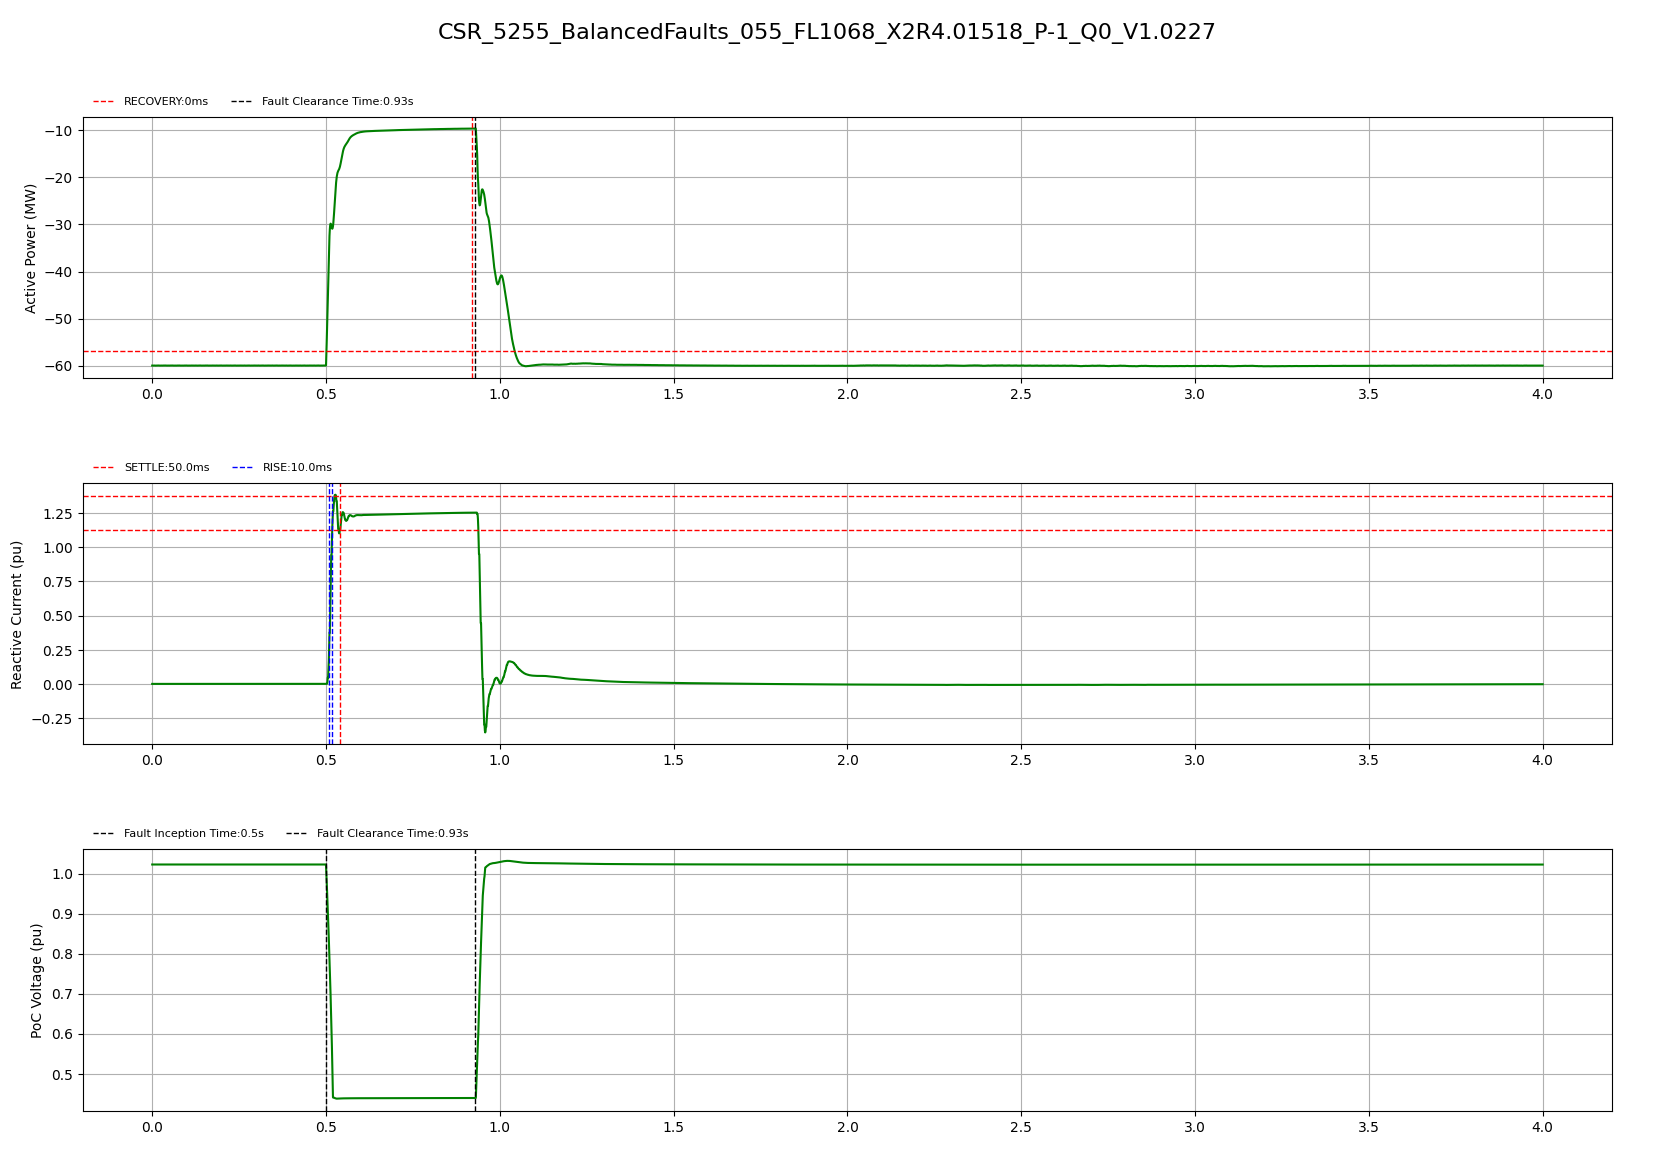 CSR_5255_BalancedFaults_055_FL1068_X2R4.01518_P-1_Q0_V1.0227
RECOVERY:0ms Fault Clearance Time:0.93s
Active Power (MW)
−10
−20
−30
−40
−50
−60
0.0 0.5 1.0 1.5 2.0 2.5 3.0 3.5 4.0
SETTLE:50.0ms RISE:10.0ms
Reactive Current (pu)
1.25
1.00
0.75
0.50
0.25
0.00
−0.25
0.0 0.5 1.0 1.5 2.0 2.5 3.0 3.5 4.0
Fault Inception Time:0.5s Fault Clearance Time:0.93s
PoC Voltage (pu)
1.0
0.9
0.8
0.7
0.6
0.5
0.0 0.5 1.0 1.5 2.0 2.5 3.0 3.5 4.0